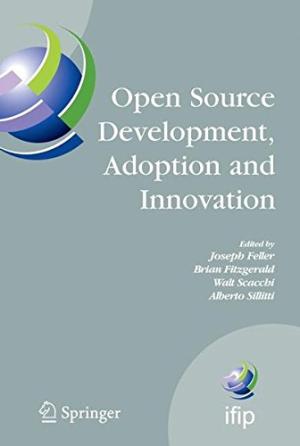 Open Source
Development,
Adoption and
Innovation
Edited by
Joseph Feller
Brian Fitzgerald
Walt Scacchi
Alberto Sillitti
Springer
ifip